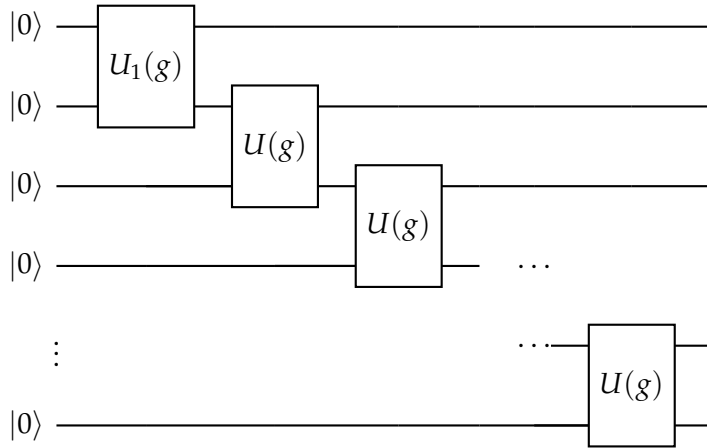 |0⟩
U₁(g)
|0⟩
U(g)
|0⟩
U(g)
|0⟩ ⋯
⋮ ⋯
U(g)
|0⟩